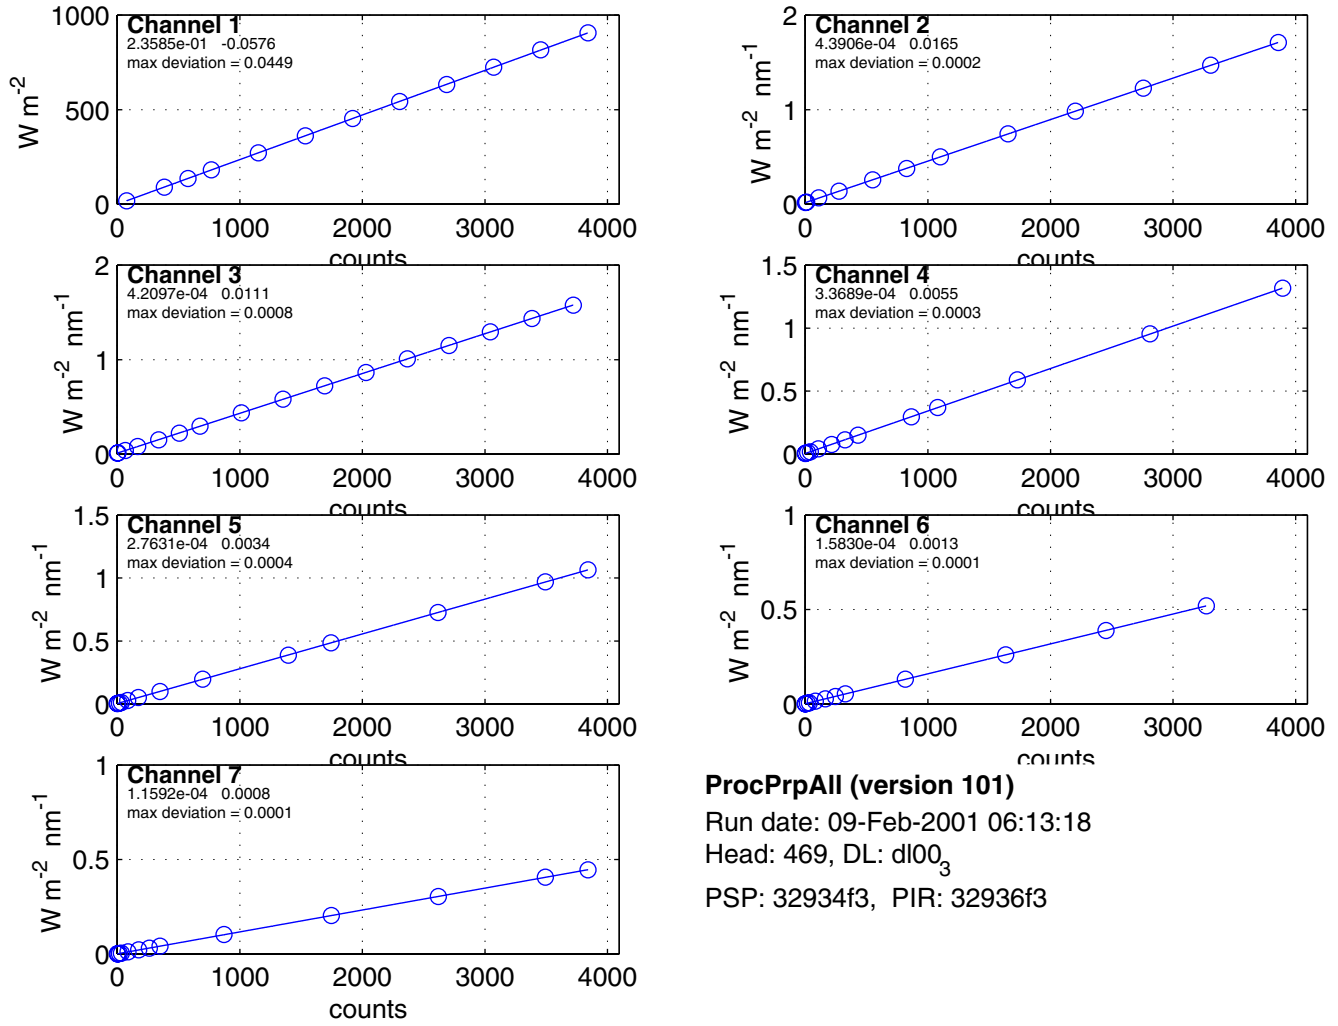 Channel 1
2.3585e-01 -0.0576
max deviation = 0.0449
1000
500
0
W m-2
0 1000 2000 3000 4000
counts
Channel 2
4.3906e-04 0.0165
max deviation = 0.0002
2
1
0
W m-2 nm-1
0 1000 2000 3000 4000
counts
Channel 3
4.2097e-04 0.0111
max deviation = 0.0008
2
1
0
W m-2 nm-1
0 1000 2000 3000 4000
counts
Channel 4
3.3689e-04 0.0055
max deviation = 0.0003
1.5
1
0.5
0
W m-2 nm-1
0 1000 2000 3000 4000
counts
Channel 5
2.7631e-04 0.0034
max deviation = 0.0004
1.5
1
0.5
0
W m-2 nm-1
0 1000 2000 3000 4000
counts
Channel 6
1.5830e-04 0.0013
max deviation = 0.0001
1
0.5
0
W m-2 nm-1
0 1000 2000 3000 4000
counts
Channel 7
1.1592e-04 0.0008
max deviation = 0.0001
1
0.5
0
W m-2 nm-1
0 1000 2000 3000 4000
counts
ProcPrpAll (version 101)
Run date: 09-Feb-2001 06:13:18
Head: 469, DL: dl003
PSP: 32934f3, PIR: 32936f3